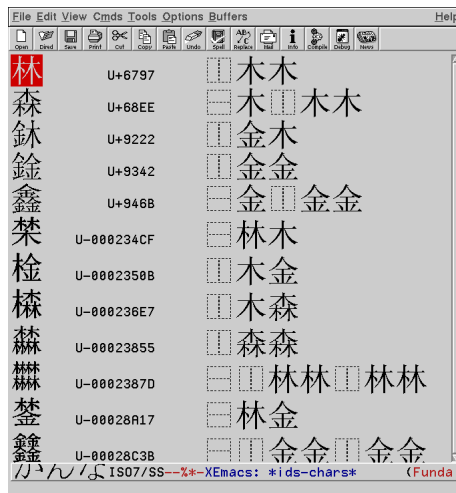 File Edit View Cmds Tools Options Buffers Help
Open Dired Save Print Cut Copy Paste Undo Spell Replace Mail Info Compile Debug News
林 U+6797 ⿰木木
森 U+68EE ⿱木⿰木木
鉢 U+9222 ⿰金木
鍂 U+9342 ⿰金金
鑫 U+946B ⿱金⿰金金
𣓏 U-000234CF ⿱林木
𣔋 U-0002350B ⿰木金
𣛧 U-000236E7 ⿰木森
𣡕 U-00023855 ⿰森森
𣡽 U-0002387D ⿱⿰林林⿰林林
𨨗 U-00028A17 ⿱林金
𨰻 U-00028C3B ⿱⿰金金⿰金金
かんな ISO7/SS--%*-XEmacs: *ids-chars* (Funda